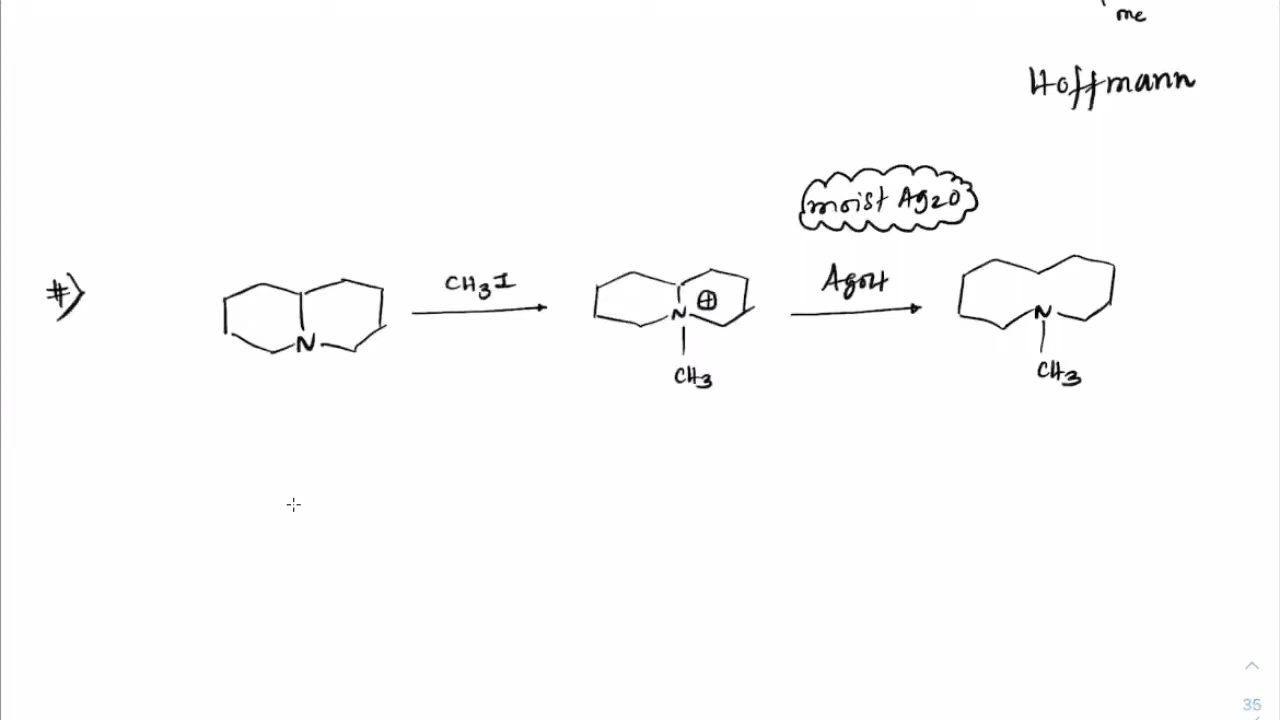 me
Hoffmann
moist Ag2O
#)
CH3I
AgOH
N
N
⊕
N
CH3
CH3
35